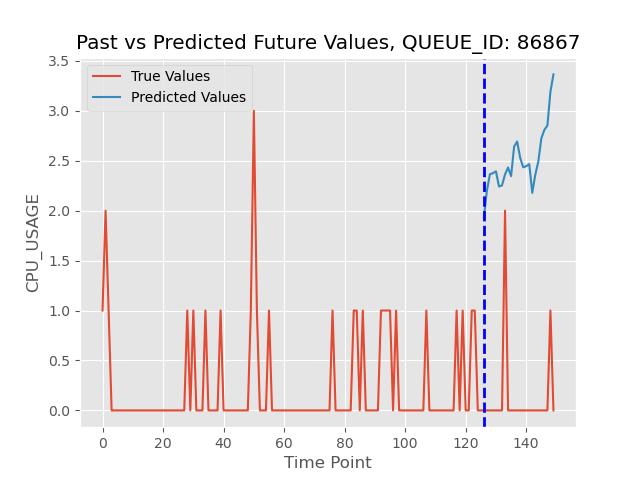 Past vs Predicted Future Values, QUEUE_ID: 86867
True Values
Predicted Values
CPU_USAGE
3.5
3.0
2.5
2.0
1.5
1.0
0.5
0.0
0 20 40 60 80 100 120 140
Time Point